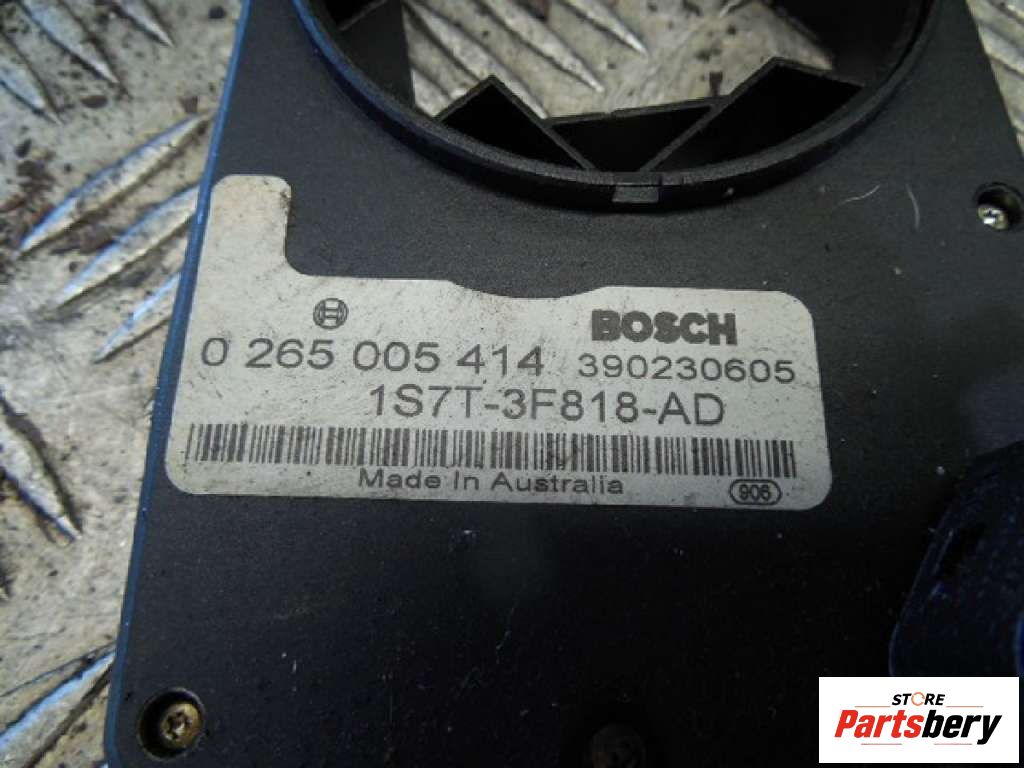 BOSCH
0 265 005 414 390230605
1S7T-3F818-AD
Made In Australia
906
STORE
Partsbery